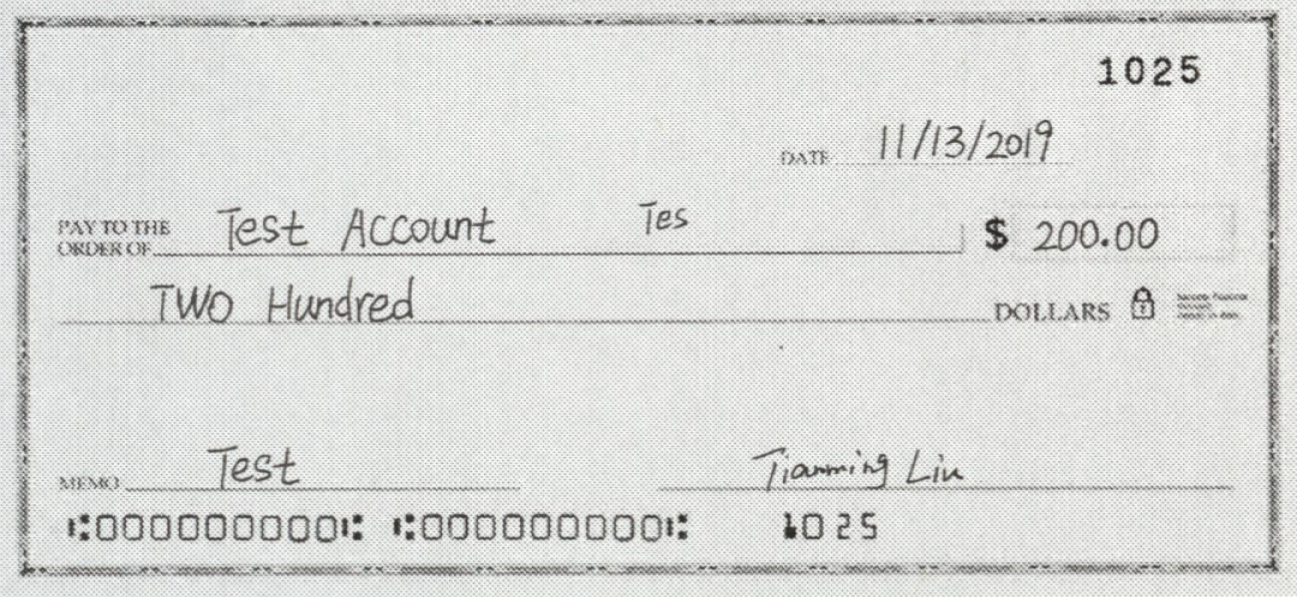 1025
DATE 11/13/2019
PAY TO THE
ORDER OF Test Account Tes $ 200.00
Two Hundred DOLLARS
MEMO Test Tianming Liu
⑆000000000⑆ ⑆000000000⑆ 1025